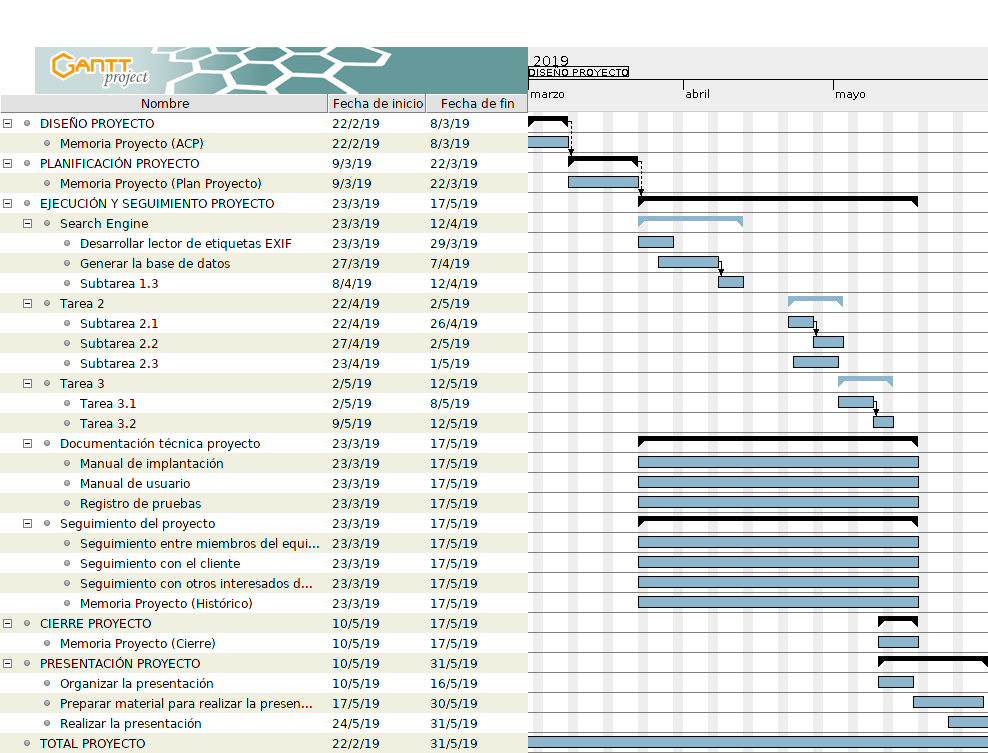 GANTT
project
2019
DISEÑO PROYECTO
marzo abril mayo
Nombre Fecha de inicio Fecha de fin
DISEÑO PROYECTO 22/2/19 8/3/19
Memoria Proyecto (ACP) 22/2/19 8/3/19
PLANIFICACIÓN PROYECTO 9/3/19 22/3/19
Memoria Proyecto (Plan Proyecto) 9/3/19 22/3/19
EJECUCIÓN Y SEGUIMIENTO PROYECTO 23/3/19 17/5/19
Search Engine 23/3/19 12/4/19
Desarrollar lector de etiquetas EXIF 23/3/19 29/3/19
Generar la base de datos 27/3/19 7/4/19
Subtarea 1.3 8/4/19 12/4/19
Tarea 2 22/4/19 2/5/19
Subtarea 2.1 22/4/19 26/4/19
Subtarea 2.2 27/4/19 2/5/19
Subtarea 2.3 23/4/19 1/5/19
Tarea 3 2/5/19 12/5/19
Tarea 3.1 2/5/19 8/5/19
Tarea 3.2 9/5/19 12/5/19
Documentación técnica proyecto 23/3/19 17/5/19
Manual de implantación 23/3/19 17/5/19
Manual de usuario 23/3/19 17/5/19
Registro de pruebas 23/3/19 17/5/19
Seguimiento del proyecto 23/3/19 17/5/19
Seguimiento entre miembros del equi... 23/3/19 17/5/19
Seguimiento con el cliente 23/3/19 17/5/19
Seguimiento con otros interesados d... 23/3/19 17/5/19
Memoria Proyecto (Histórico) 23/3/19 17/5/19
CIERRE PROYECTO 10/5/19 17/5/19
Memoria Proyecto (Cierre) 10/5/19 17/5/19
PRESENTACIÓN PROYECTO 10/5/19 31/5/19
Organizar la presentación 10/5/19 16/5/19
Preparar material para realizar la presen... 17/5/19 30/5/19
Realizar la presentación 24/5/19 31/5/19
TOTAL PROYECTO 22/2/19 31/5/19